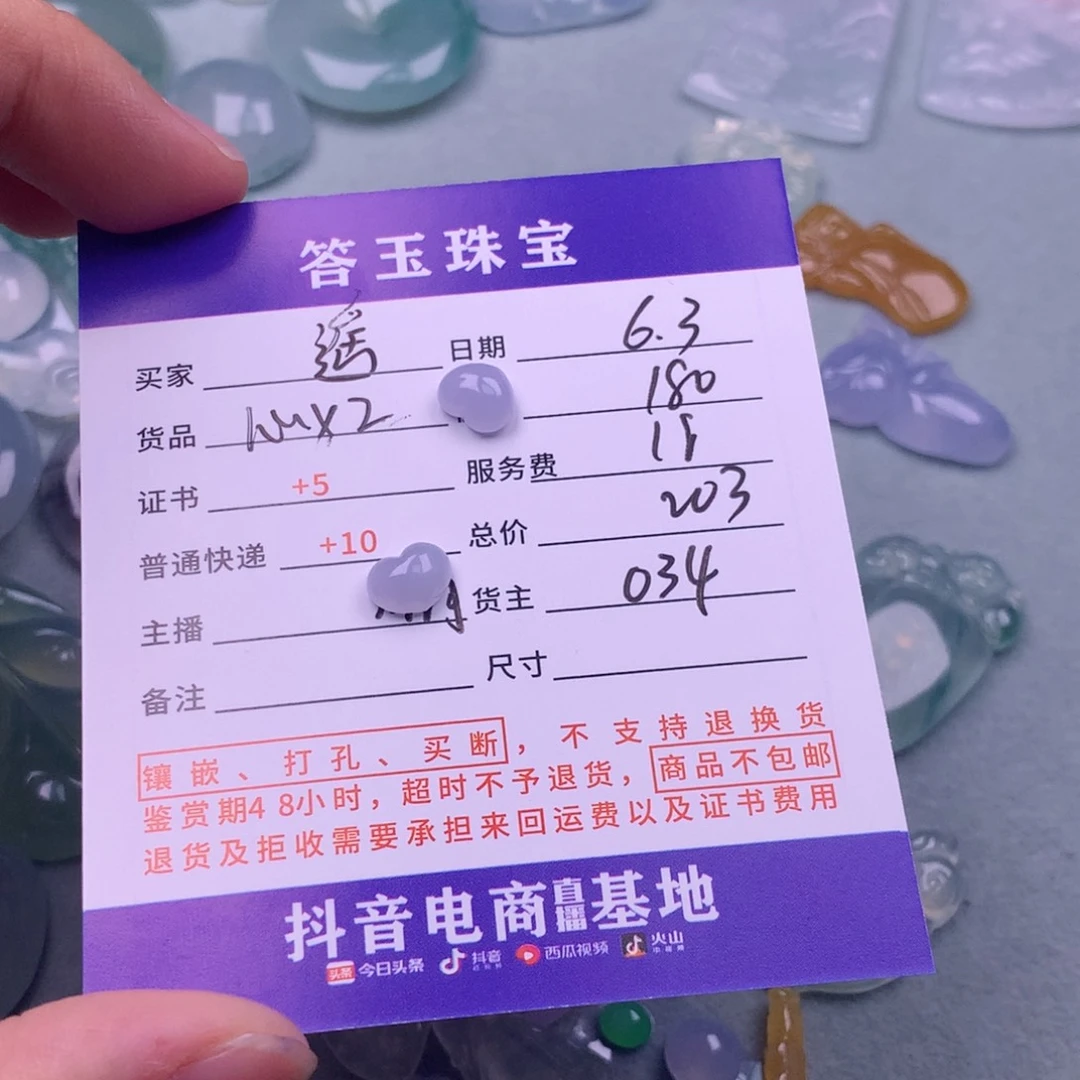 答玉珠宝
买家 遥 日期 6.3
货品 180
证书 +5 服务费
普通快递 +10 总价 203
主播 货主 034
备注 尺寸
镶嵌、打孔、买断，不支持退换货
鉴赏期48小时，超时不予退货，商品不包邮
退货及拒收需要承担来回运费以及证书费用
抖音电商直播基地
头条 今日头条 抖音 西瓜视频 火山